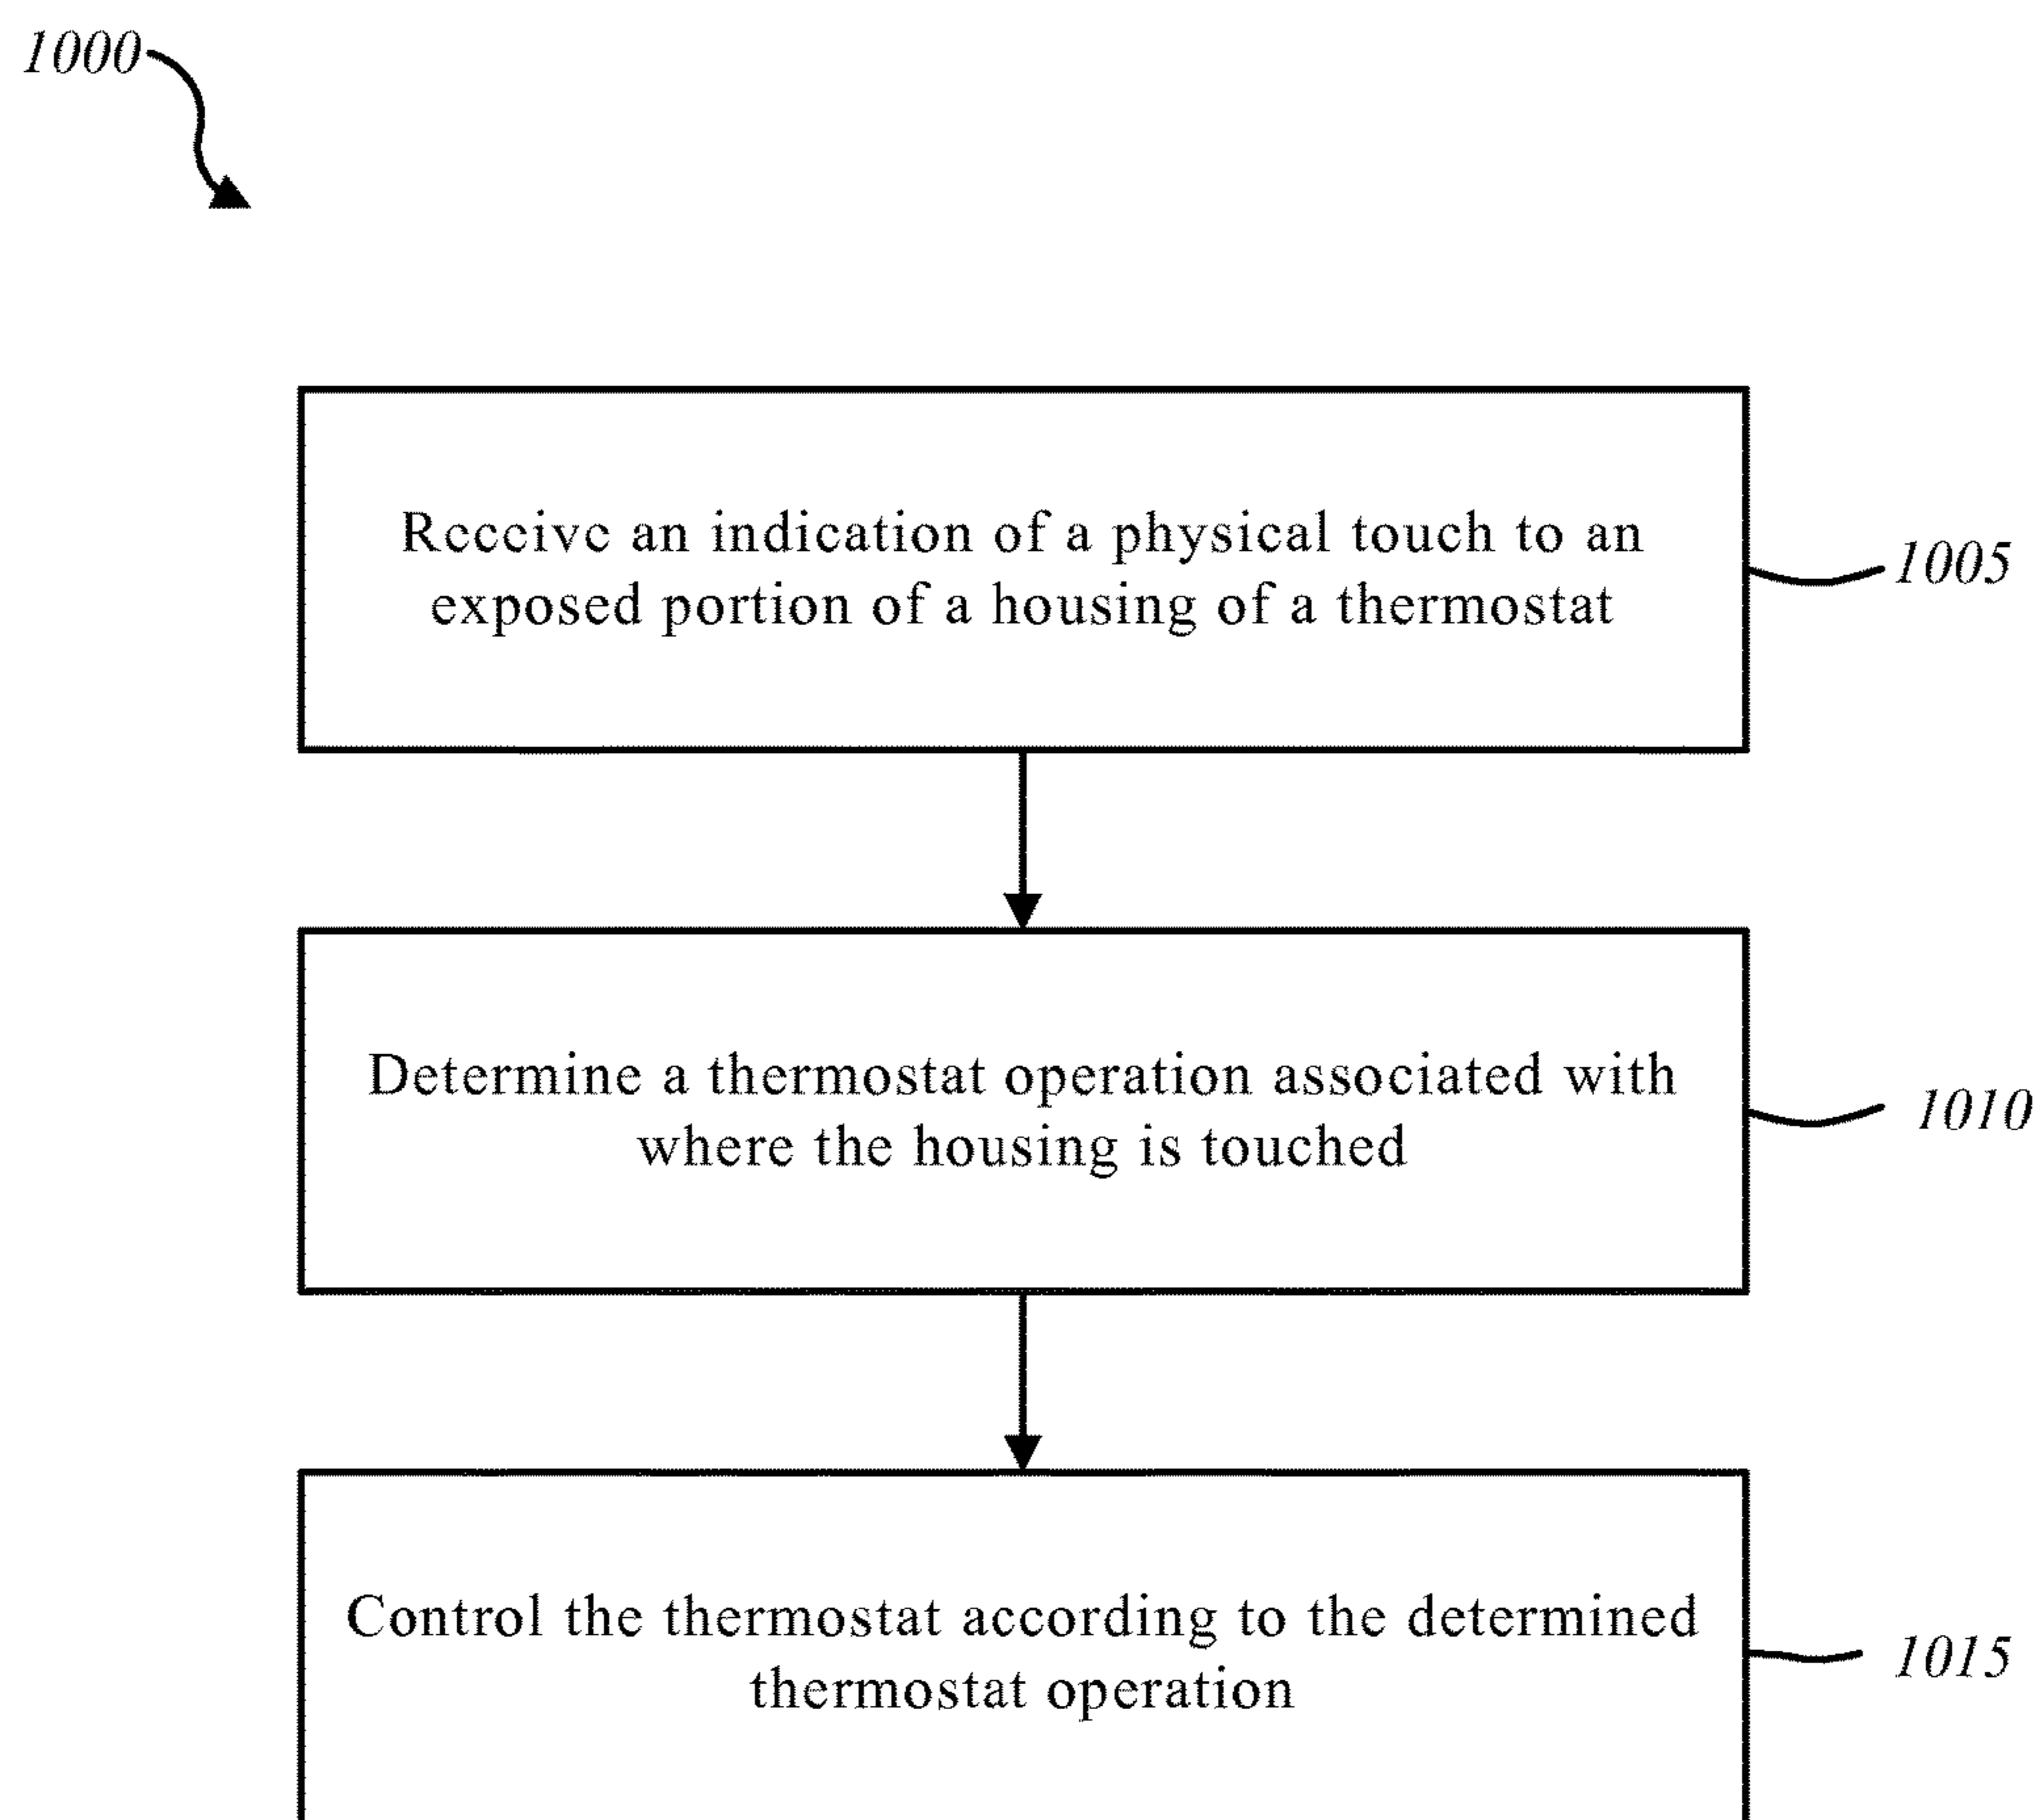 1000
Receive an indication of a physical touch to an
exposed portion of a housing of a thermostat
1005
Determine a thermostat operation associated with
where the housing is touched
1010
Control the thermostat according to the determined
thermostat operation
1015